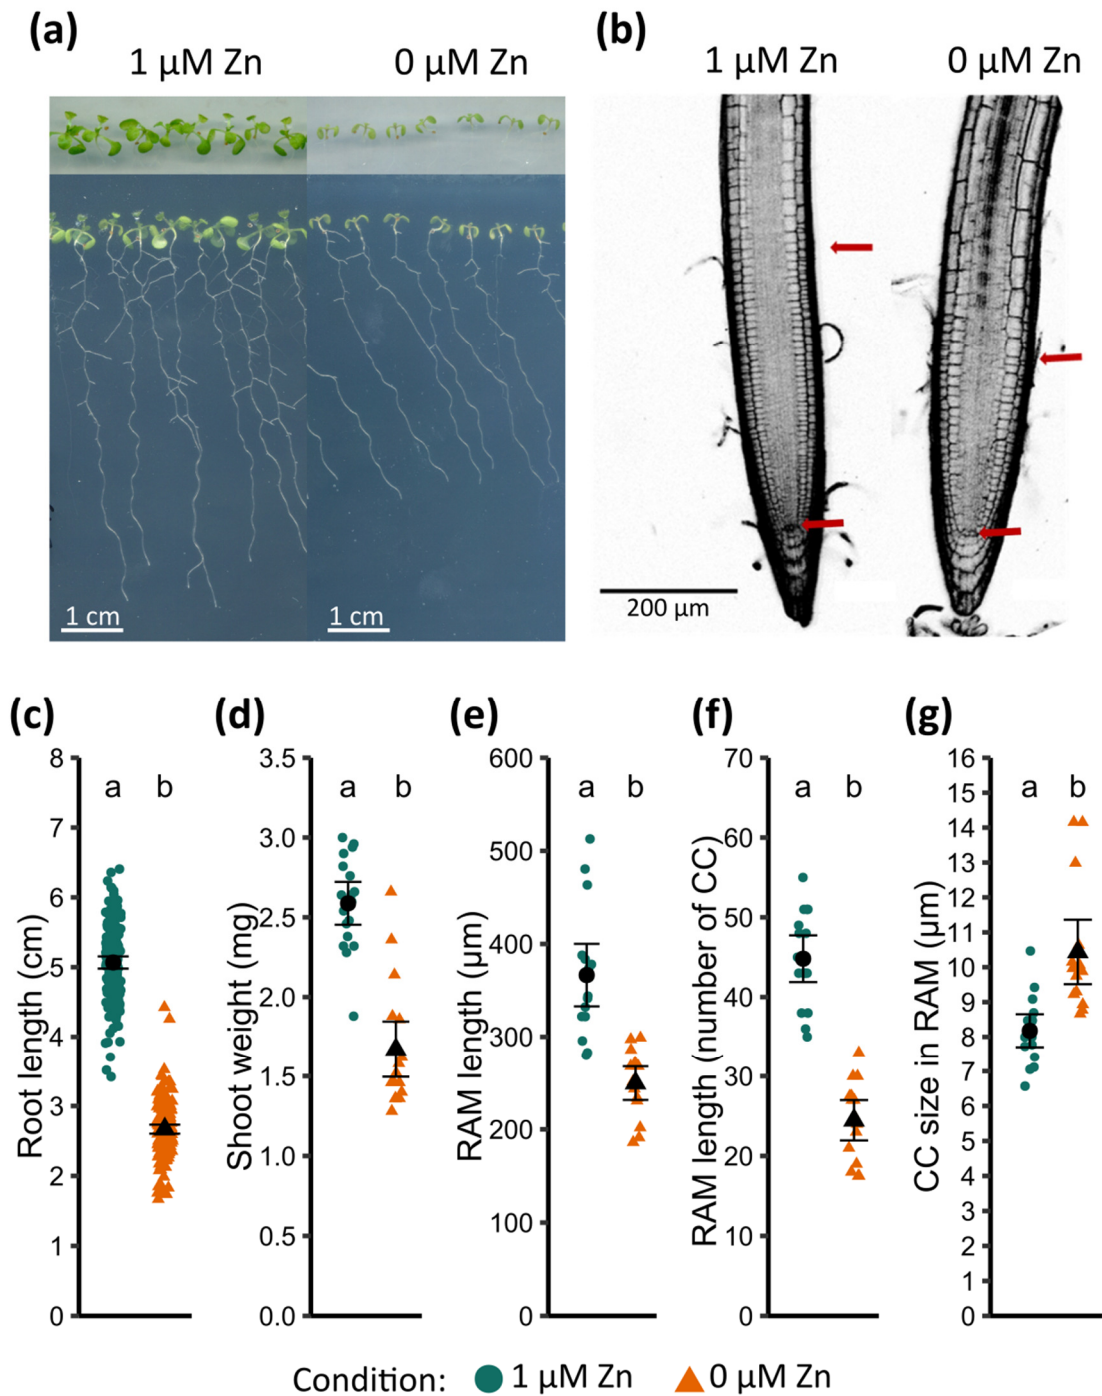 (a)
1 µM Zn
0 µM Zn
1 cm
1 cm
(b)
1 µM Zn
0 µM Zn
200 µm
(c)
Root length (cm)
8
7
6
5
4
3
2
1
0
a
b
(d)
Shoot weight (mg)
3.5
3.0
2.5
2.0
1.5
1.0
0.5
0.0
a
b
(e)
RAM length (µm)
600
500
400
300
200
100
0
a
b
(f)
RAM length (number of CC)
70
60
50
40
30
20
10
0
a
b
(g)
CC size in RAM (µm)
16
15
14
13
12
11
10
9
8
7
6
5
4
3
2
1
0
a
b
Condition:
1 µM Zn
0 µM Zn